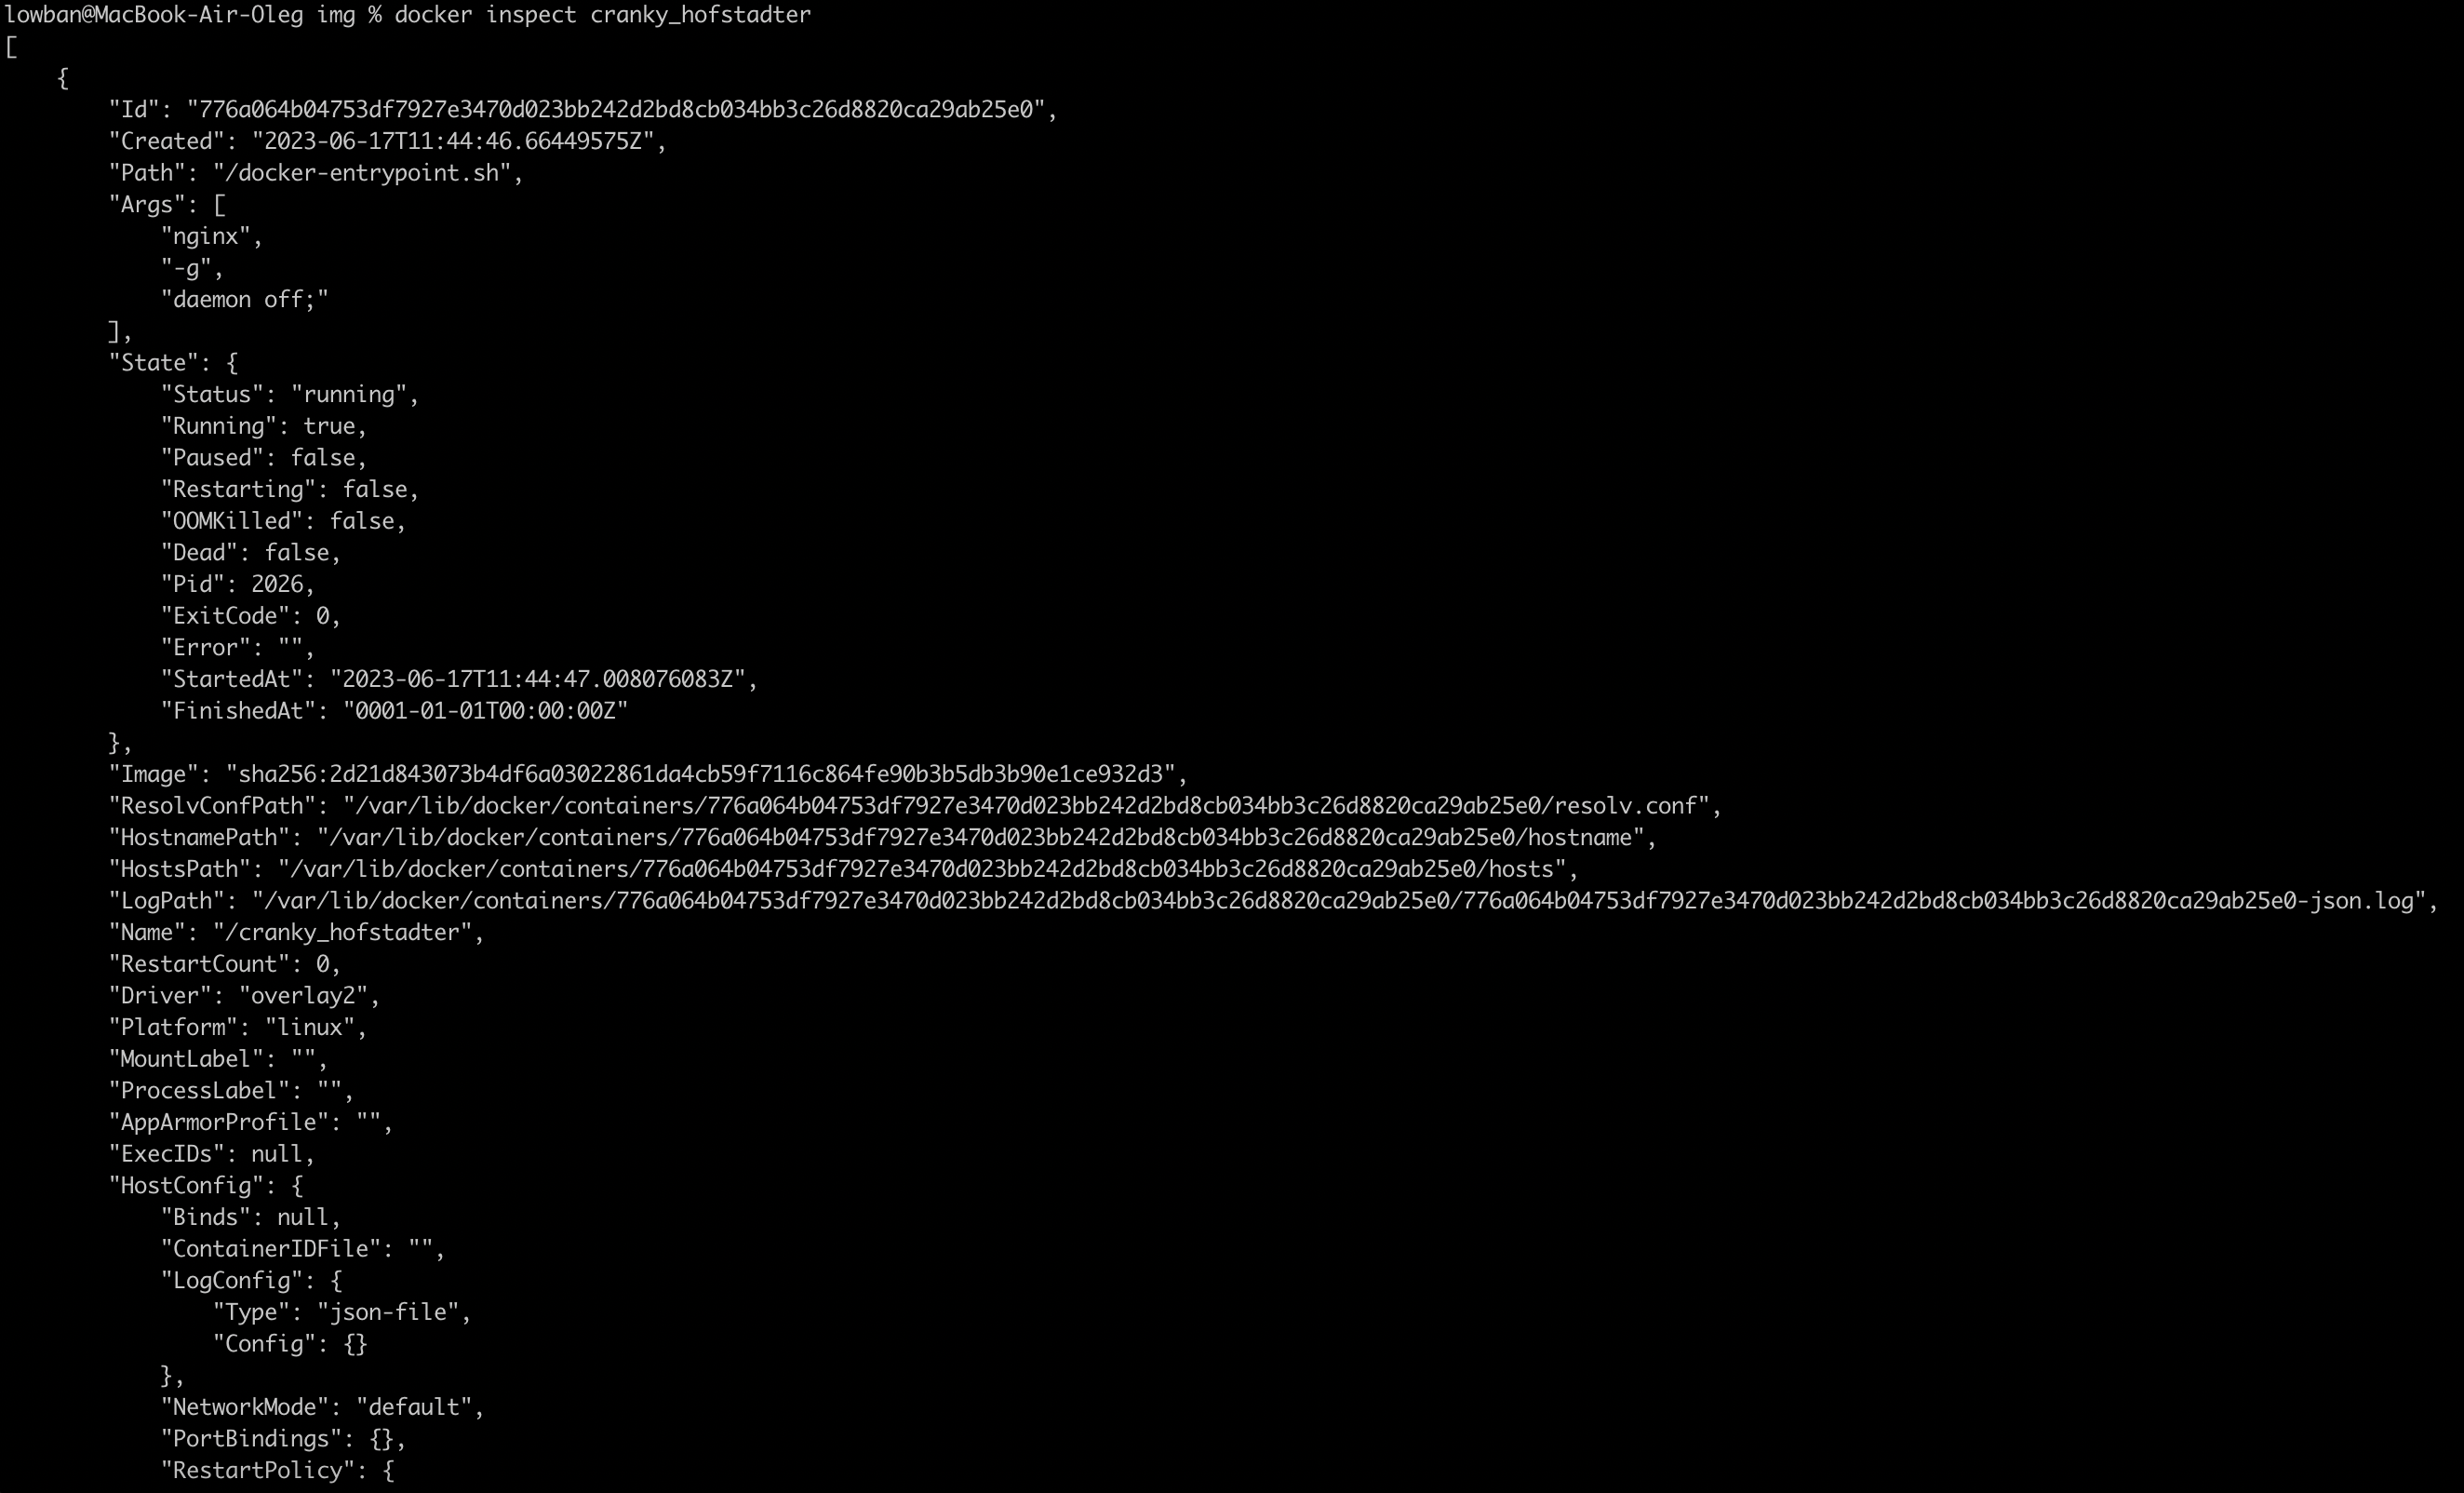 lowban@MacBook-Air-Oleg img % docker inspect cranky_hofstadter
[
    {
        "Id": "776a064b04753df7927e3470d023bb242d2bd8cb034bb3c26d8820ca29ab25e0",
        "Created": "2023-06-17T11:44:46.66449575Z",
        "Path": "/docker-entrypoint.sh",
        "Args": [
            "nginx",
            "-g",
            "daemon off;"
        ],
        "State": {
            "Status": "running",
            "Running": true,
            "Paused": false,
            "Restarting": false,
            "OOMKilled": false,
            "Dead": false,
            "Pid": 2026,
            "ExitCode": 0,
            "Error": "",
            "StartedAt": "2023-06-17T11:44:47.008076083Z",
            "FinishedAt": "0001-01-01T00:00:00Z"
        },
        "Image": "sha256:2d21d843073b4df6a03022861da4cb59f7116c864fe90b3b5db3b90e1ce932d3",
        "ResolvConfPath": "/var/lib/docker/containers/776a064b04753df7927e3470d023bb242d2bd8cb034bb3c26d8820ca29ab25e0/resolv.conf",
        "HostnamePath": "/var/lib/docker/containers/776a064b04753df7927e3470d023bb242d2bd8cb034bb3c26d8820ca29ab25e0/hostname",
        "HostsPath": "/var/lib/docker/containers/776a064b04753df7927e3470d023bb242d2bd8cb034bb3c26d8820ca29ab25e0/hosts",
        "LogPath": "/var/lib/docker/containers/776a064b04753df7927e3470d023bb242d2bd8cb034bb3c26d8820ca29ab25e0/776a064b04753df7927e3470d023bb242d2bd8cb034bb3c26d8820ca29ab25e0-json.log",
        "Name": "/cranky_hofstadter",
        "RestartCount": 0,
        "Driver": "overlay2",
        "Platform": "linux",
        "MountLabel": "",
        "ProcessLabel": "",
        "AppArmorProfile": "",
        "ExecIDs": null,
        "HostConfig": {
            "Binds": null,
            "ContainerIDFile": "",
            "LogConfig": {
                "Type": "json-file",
                "Config": {}
            },
            "NetworkMode": "default",
            "PortBindings": {},
            "RestartPolicy": {